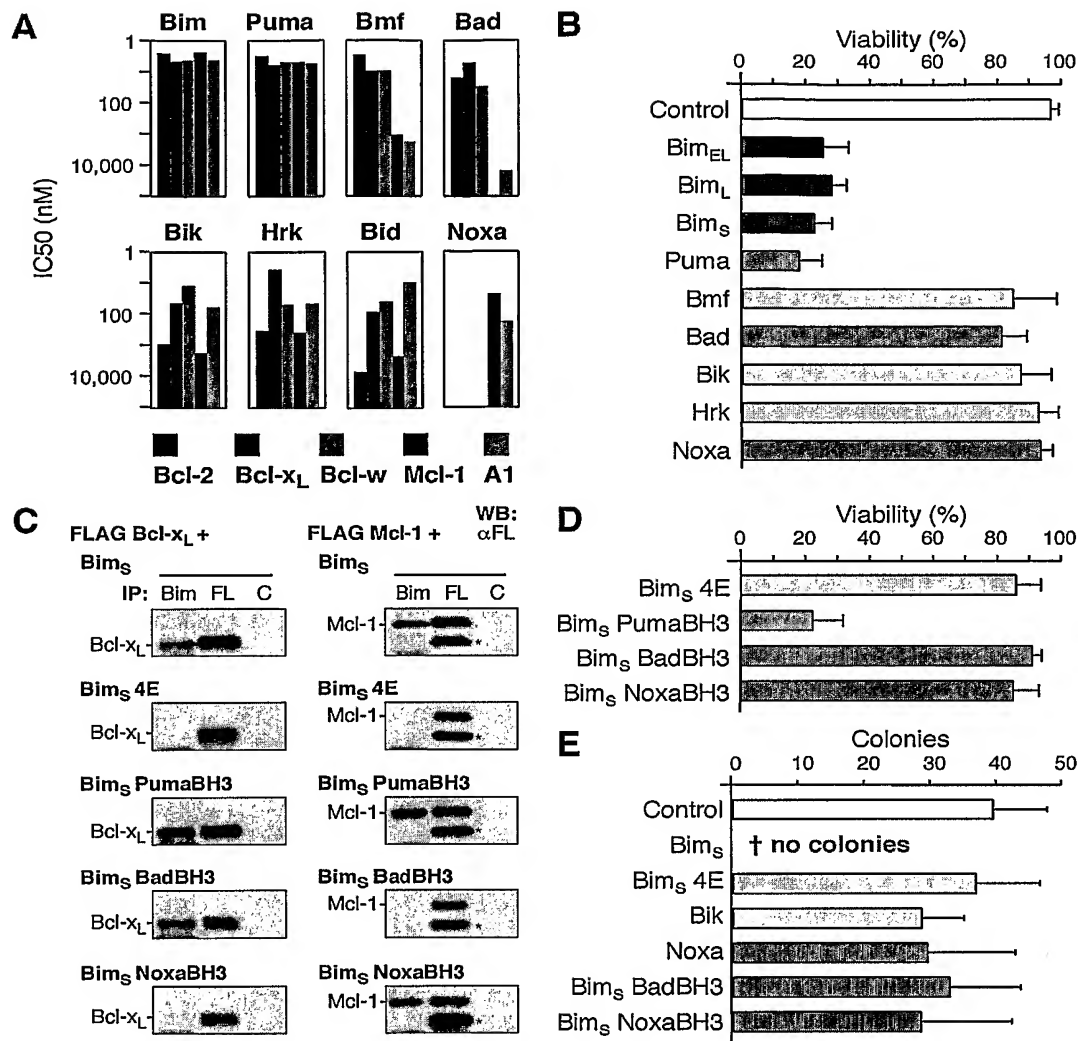 A
Bim Puma Bmf Bad
1
100
10,000
IC50 (nM)
Bik Hrk Bid Noxa
1
100
10,000
Bcl-2 Bcl-xL Bcl-w Mcl-1 A1
B
Viability (%)
0 20 40 60 80 100
Control
BimEL
BimL
BimS
Puma
Bmf
Bad
Bik
Hrk
Noxa
C
FLAG Bcl-xL + FLAG Mcl-1 + WB: αFL
BimS BimS
IP: Bim FL C Bim FL C
Bcl-xL- Mcl-1- *
BimS 4E BimS 4E
Bcl-xL- Mcl-1- *
BimS PumaBH3 BimS PumaBH3
Bcl-xL- Mcl-1- *
BimS BadBH3 BimS BadBH3
Bcl-xL- Mcl-1- *
BimS NoxaBH3 BimS NoxaBH3
Bcl-xL- Mcl-1- *
D
Viability (%)
0 20 40 60 80 100
BimS 4E
BimS PumaBH3
BimS BadBH3
BimS NoxaBH3
E
Colonies
0 10 20 30 40 50
Control
BimS † no colonies
BimS 4E
Bik
Noxa
BimS BadBH3
BimS NoxaBH3